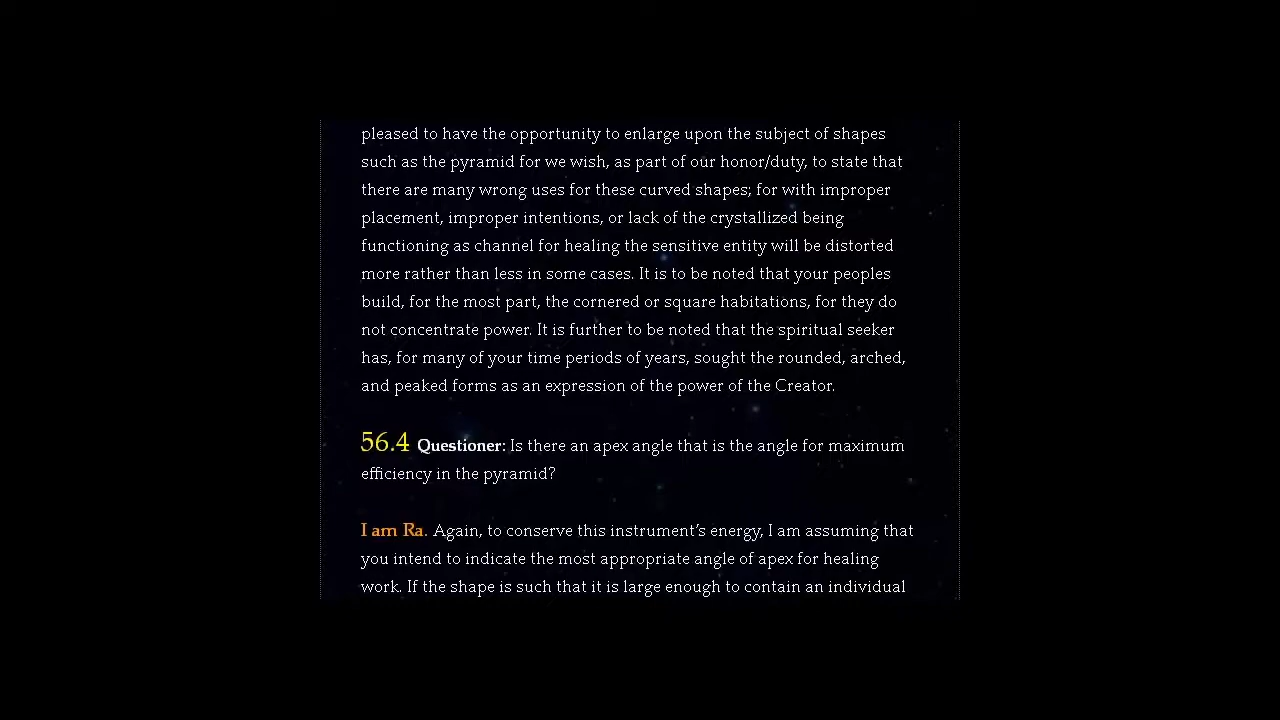 pleased to have the opportunity to enlarge upon the subject of shapes
such as the pyramid for we wish, as part of our honor/duty, to state that
there are many wrong uses for these curved shapes; for with improper
placement, improper intentions, or lack of the crystallized being
functioning as channel for healing the sensitive entity will be distorted
more rather than less in some cases. It is to be noted that your peoples
build, for the most part, the cornered or square habitations, for they do
not concentrate power. It is further to be noted that the spiritual seeker
has, for many of your time periods of years, sought the rounded, arched,
and peaked forms as an expression of the power of the Creator.
56.4 Questioner: Is there an apex angle that is the angle for maximum
efficiency in the pyramid?
I am Ra. Again, to conserve this instrument’s energy, I am assuming that
you intend to indicate the most appropriate angle of apex for healing
work. If the shape is such that it is large enough to contain an individual